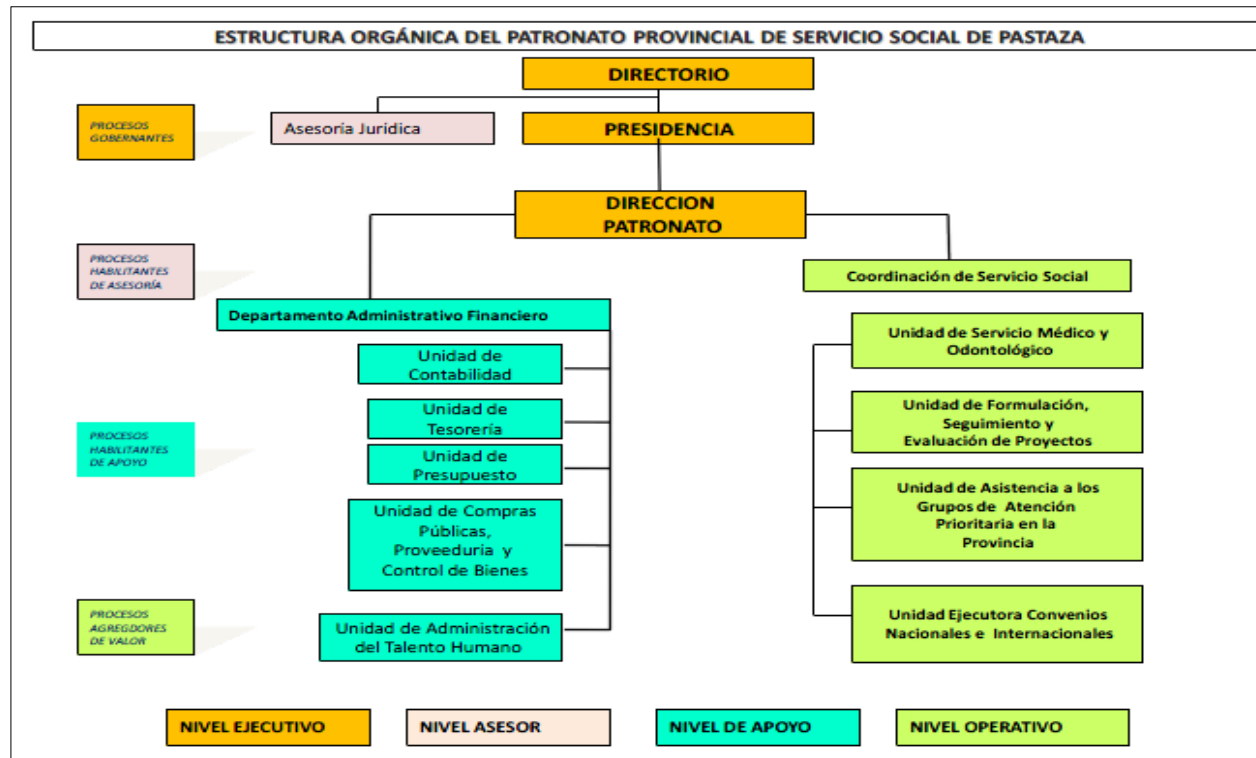 ESTRUCTURA ORGÁNICA DEL PATRONATO PROVINCIAL DE SERVICIO SOCIAL DE PASTAZA
DIRECTORIO
PROCESOS
GOBERNANTES
Asesoría Juridica
PRESIDENCIA
DIRECCION
PATRONATO
PROCESOS
HABILITANTES
DE ASESORÍA
Coordinación de Servicio Social
Departamento Administrativo Financiero
Unidad de
Contabilidad
Unidad de
Tesorería
Unidad de
Presupuesto
Unidad de Compras
Públicas,
Proveeduria y
Control de Bienes
Unidad de Administración
del Talento Humano
Unidad de Servicio Médico y
Odontológico
Unidad de Formulación,
Seguimiento y
Evaluación de Proyectos
Unidad de Asistencia a los
Grupos de Atención
Prioritaria en la
Provincia
Unidad Ejecutora Convenios
Nacionales e Internacionales
PROCESOS
HABILITANTES
DE APOYO
PROCESOS
AGREGDORES
DE VALOR
NIVEL EJECUTIVO
NIVEL ASESOR
NIVEL DE APOYO
NIVEL OPERATIVO